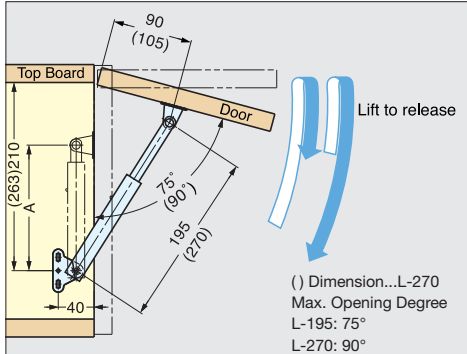 90
(105)
Top Board
Door
Lift to release
(263)210
A
75°
(90°)
195
(270)
40
( ) Dimension...L-270
Max. Opening Degree
L-195: 75°
L-270: 90°